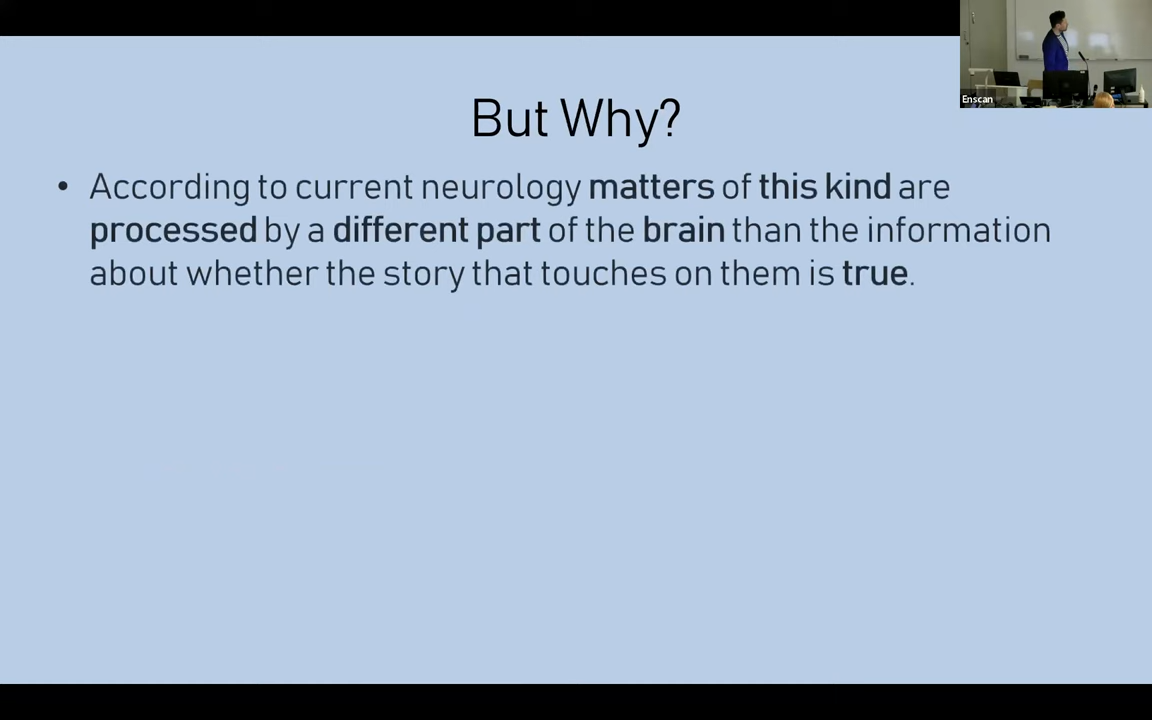 Enscan
But Why?
• According to current neurology matters of this kind are
processed by a different part of the brain than the information
about whether the story that touches on them is true.